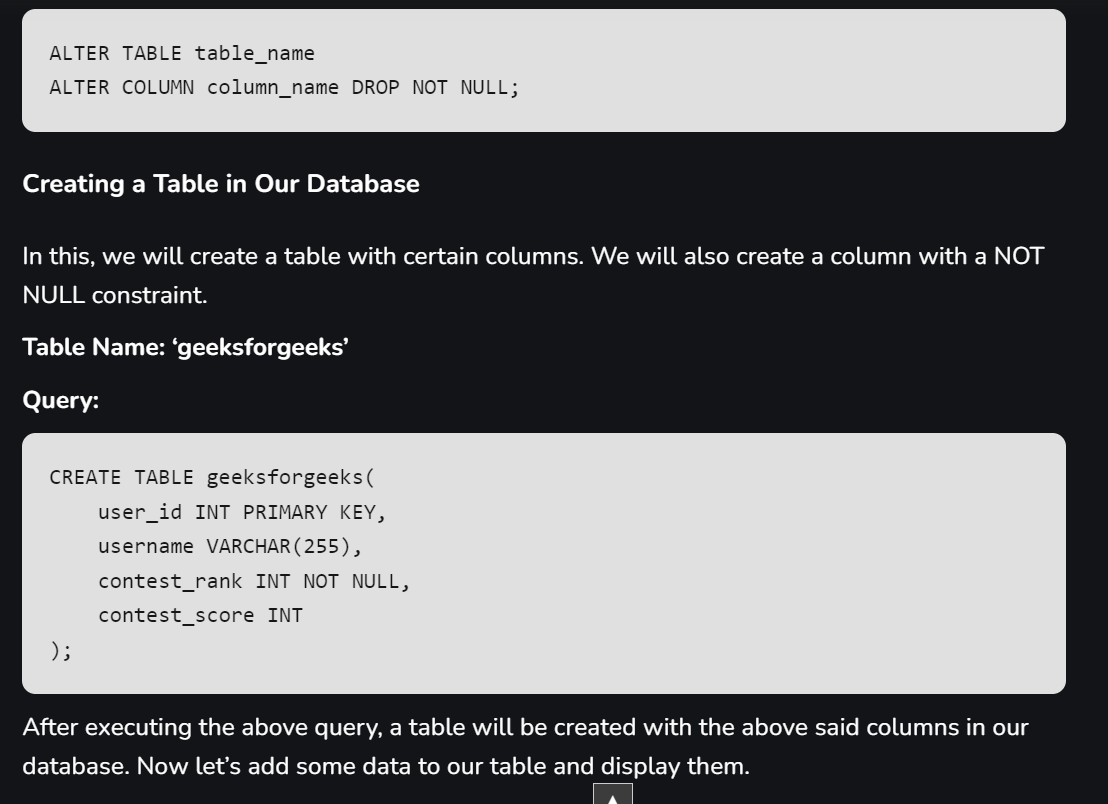 ALTER TABLE table_name
ALTER COLUMN column_name DROP NOT NULL;
Creating a Table in Our Database
In this, we will create a table with certain columns. We will also create a column with a NOT
NULL constraint.
Table Name: ‘geeksforgeeks’
Query:
CREATE TABLE geeksforgeeks(
    user_id INT PRIMARY KEY,
    username VARCHAR(255),
    contest_rank INT NOT NULL,
    contest_score INT
);
After executing the above query, a table will be created with the above said columns in our
database. Now let’s add some data to our table and display them.